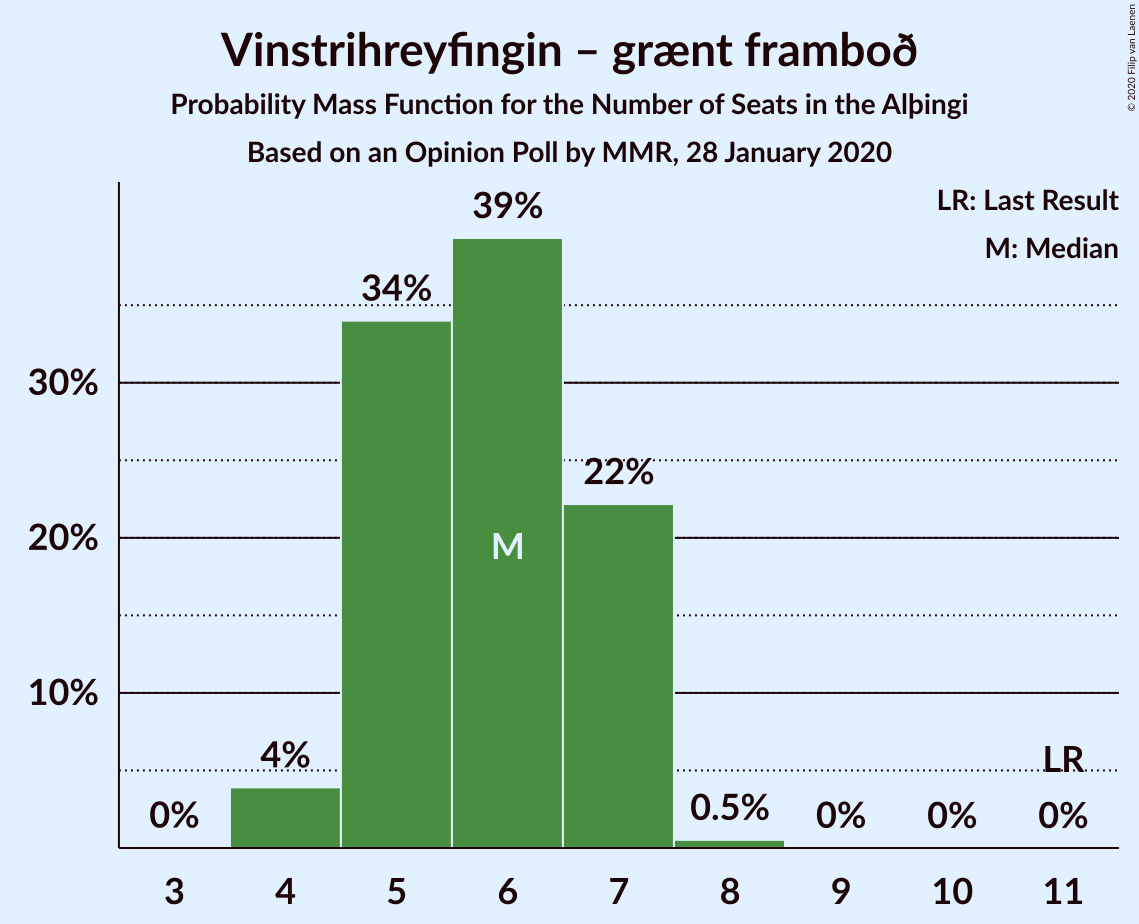 Vinstrihreyfingin – grænt framboð
Probability Mass Function for the Number of Seats in the Alþingi
Based on an Opinion Poll by MMR, 28 January 2020
© 2020 Filip van Laenen
LR: Last Result
M: Median
39%
34%
30%
22%
20%
M
10%
4%
LR
0%
0.5%
0%
0%
0%
3 4 5 6 7 8 9 10 11